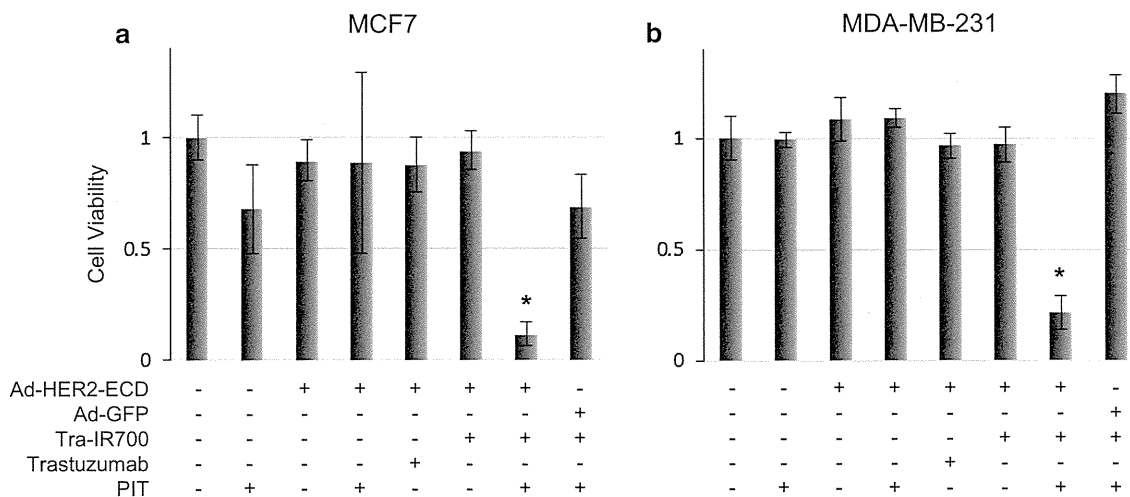 a MCF7
b MDA-MB-231
Cell Viability
1
0.5
0
*
1
0.5
0
*
Ad-HER2-ECD - - + + + + + - - - + + + + + -
Ad-GFP - - - - - - - + - - - - - - - +
Tra-IR700 - - - - - + + + - - - - - + + +
Trastuzumab - - - - + - - - - - - - + - - -
PIT - + - + - - + + - + - + - - + +